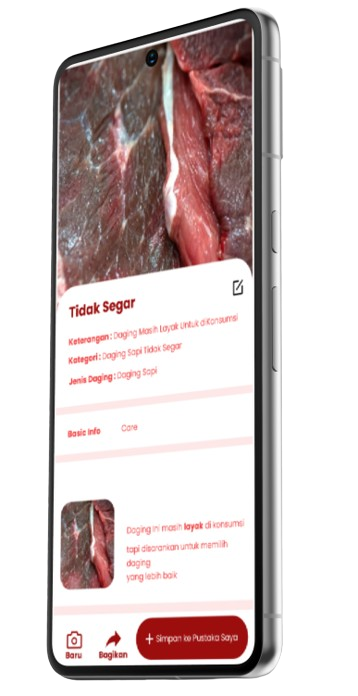 Tidak Segar
Keterangan : Daging Masih Layak Untuk di Konsumsi
Kategori : Daging Sapi Tidak Segar
Jenis Daging : Daging Sapi
Basic Info Care
Daging ini masih layak di konsumsi
tapi disarankan untuk memilih
daging
yang lebih baik
Baru Bagikan + Simpan ke Pustaka Saya